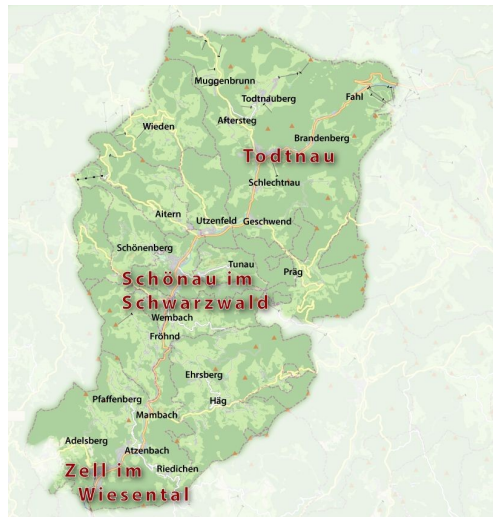 Muggenbrunn
Todtnauberg
Fahl
Aftersteg
Wieden
Brandenberg
Todtnau
Schlechtnau
Aitern
Utzenfeld
Geschwend
Schönenberg
Tunau
Präg
Schönau im
Schwarzwald
Wembach
Fröhnd
Ehrsberg
Pfaffenberg
Häg
Mambach
Adelsberg
Atzenbach
Zell im
Wiesental
Riedichen